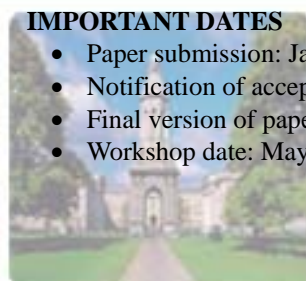 IMPORTANT DATES
• Paper submission: Ja
• Notification of accep
• Final version of pape
• Workshop date: May